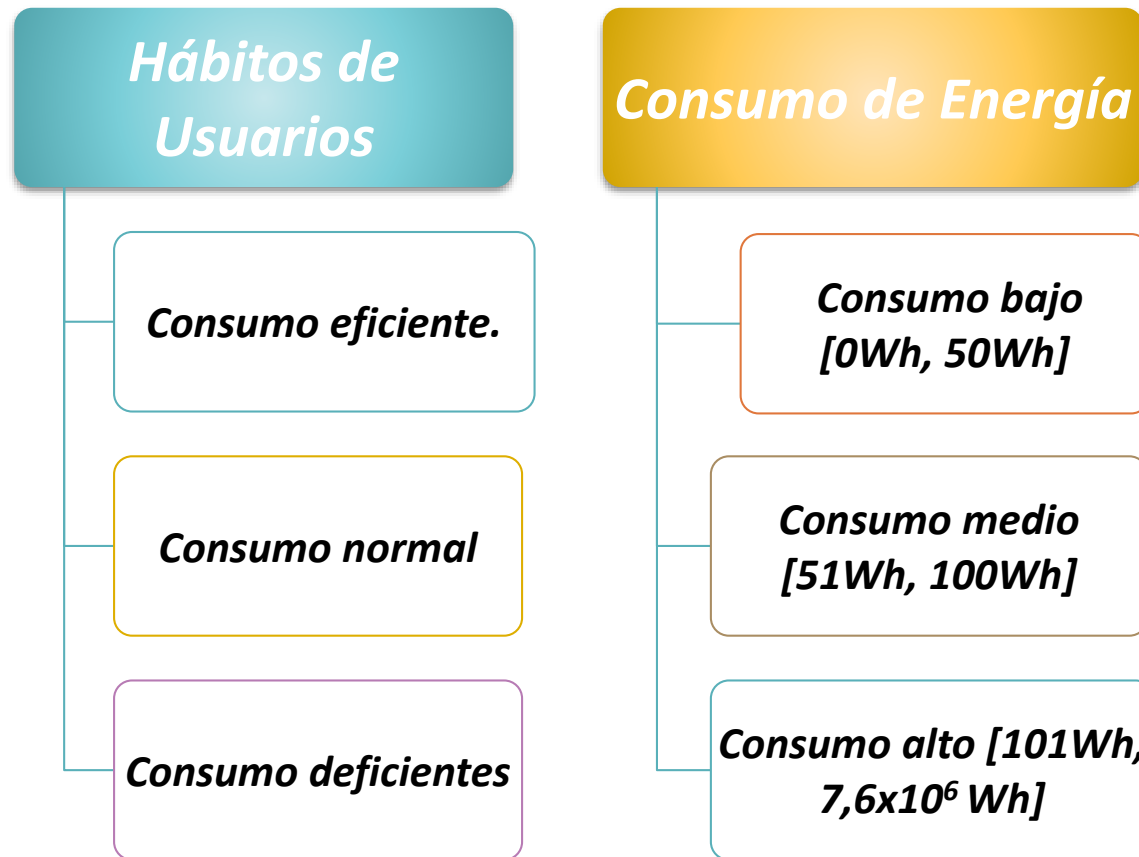 Hábitos de
Usuarios
Consumo eficiente.
Consumo normal
Consumo deficientes
Consumo de Energía
Consumo bajo
[0Wh, 50Wh]
Consumo medio
[51Wh, 100Wh]
Consumo alto [101Wh,
7,6x10⁶ Wh]